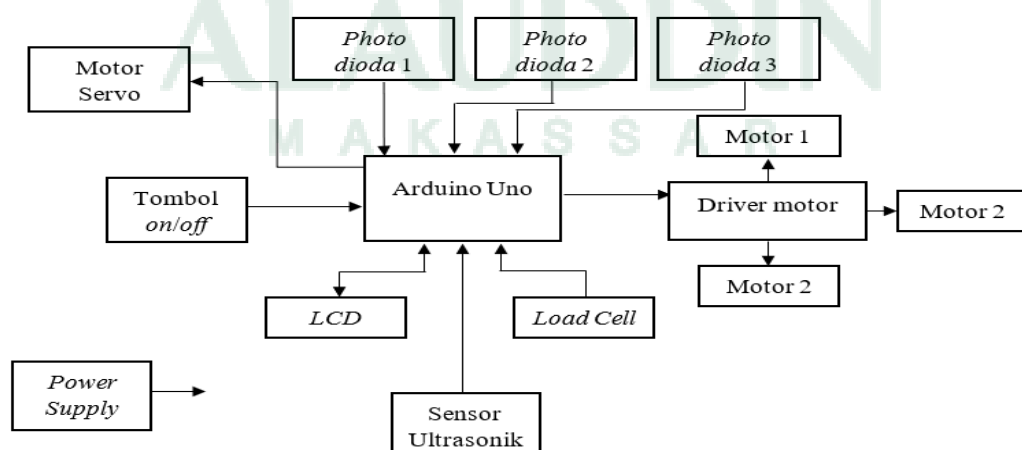 ALAUDDIN
MAKASSAR
Photo
dioda 1
Photo
dioda 2
Photo
dioda 3
Motor
Servo
Motor 1
Arduino Uno
Tombol
on/off
Driver motor
Motor 2
Motor 2
LCD
Load Cell
Power
Supply
Sensor
Ultrasonik